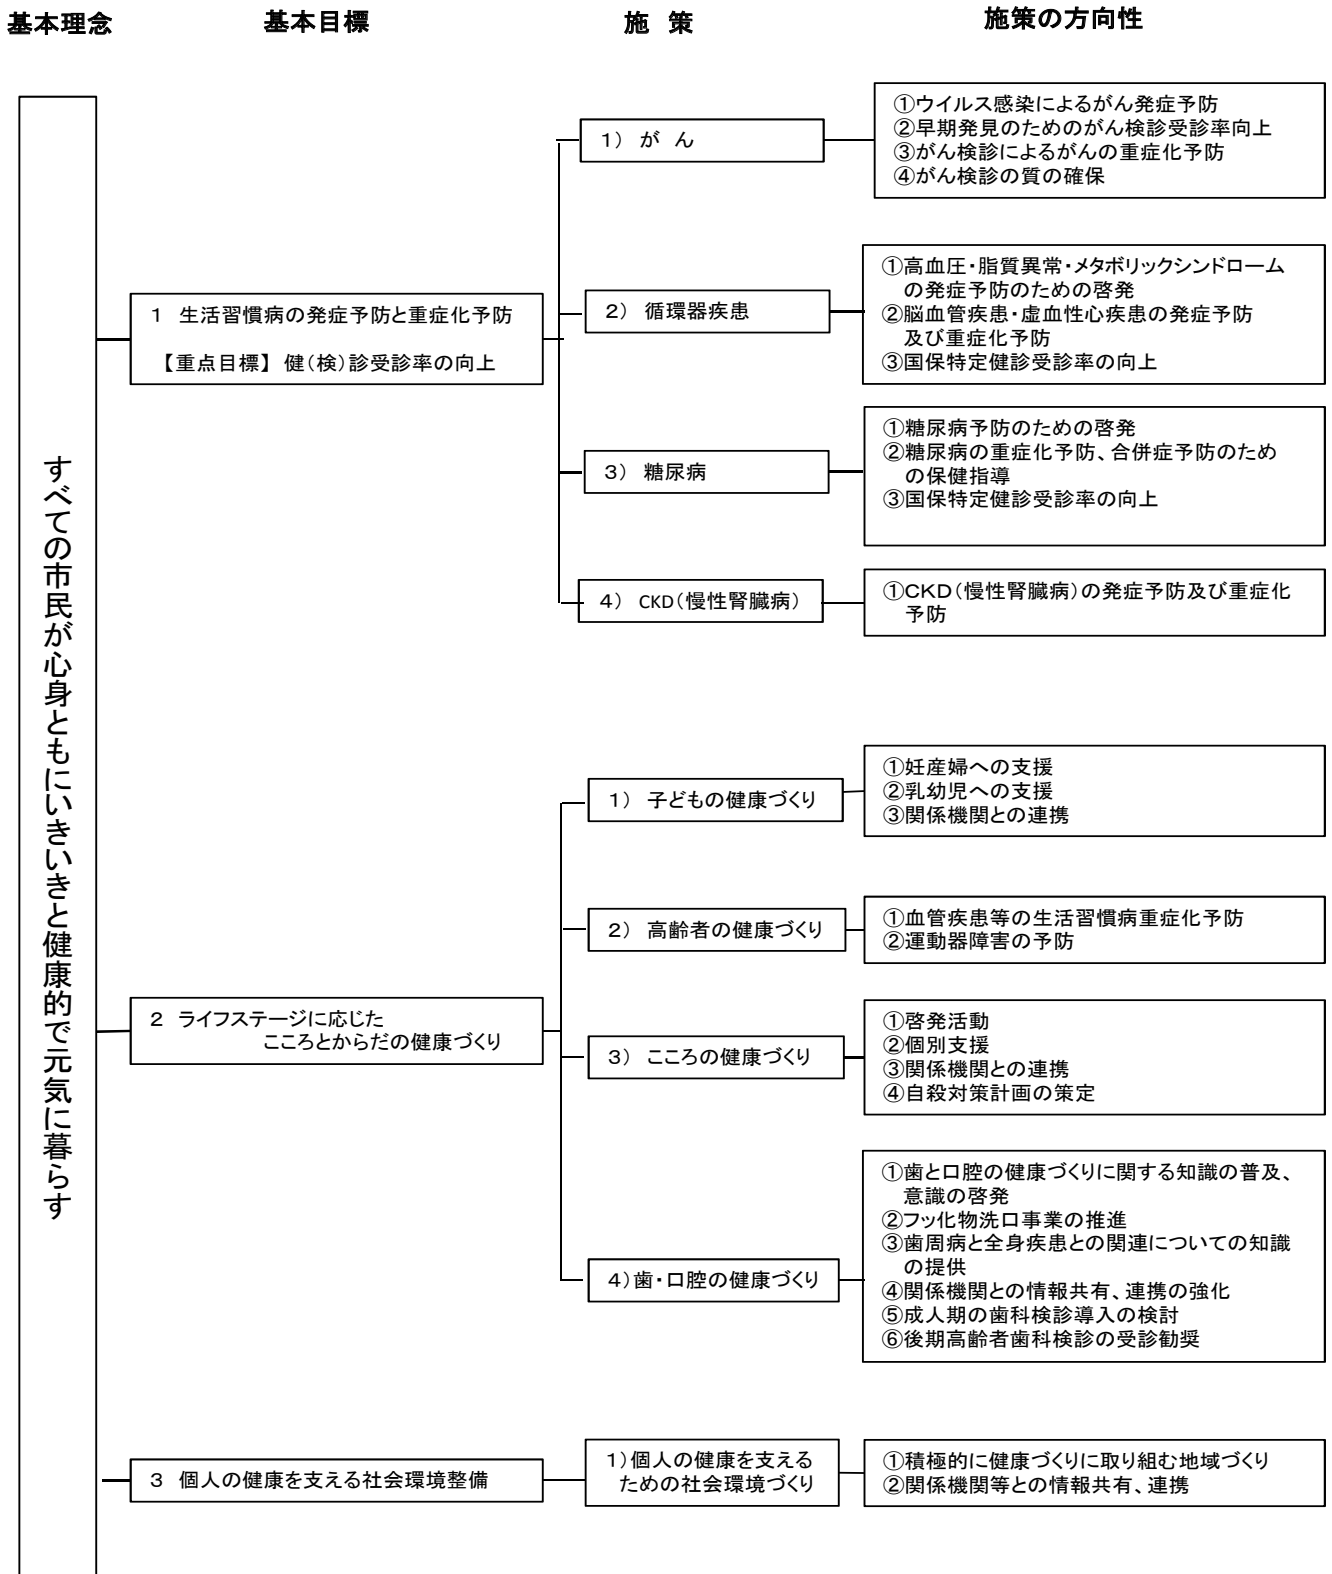 基本理念
基本目標
施 策
施策の方向性
すべての市民が心身ともにいきいきと健康的で元気に暮らす
1 生活習慣病の発症予防と重症化予防
【重点目標】 健(検)診受診率の向上
1) が ん
①ウイルス感染によるがん発症予防
②早期発見のためのがん検診受診率向上
③がん検診によるがんの重症化予防
④がん検診の質の確保
2) 循環器疾患
①高血圧・脂質異常・メタボリックシンドローム
の発症予防のための啓発
②脳血管疾患・虚血性心疾患の発症予防
及び重症化予防
③国保特定健診受診率の向上
3) 糖尿病
①糖尿病予防のための啓発
②糖尿病の重症化予防、合併症予防のため
の保健指導
③国保特定健診受診率の向上
4) CKD(慢性腎臓病)
①CKD(慢性腎臓病)の発症予防及び重症化
予防
2 ライフステージに応じた
こころとからだの健康づくり
1) 子どもの健康づくり
①妊産婦への支援
②乳幼児への支援
③関係機関との連携
2) 高齢者の健康づくり
①血管疾患等の生活習慣病重症化予防
②運動器障害の予防
3) こころの健康づくり
①啓発活動
②個別支援
③関係機関との連携
④自殺対策計画の策定
4)歯・口腔の健康づくり
①歯と口腔の健康づくりに関する知識の普及、
意識の啓発
②フッ化物洗口事業の推進
③歯周病と全身疾患との関連についての知識
の提供
④関係機関との情報共有、連携の強化
⑤成人期の歯科検診導入の検討
⑥後期高齢者歯科検診の受診勧奨
3 個人の健康を支える社会環境整備
1)個人の健康を支える
ための社会環境づくり
①積極的に健康づくりに取り組む地域づくり
②関係機関等との情報共有、連携